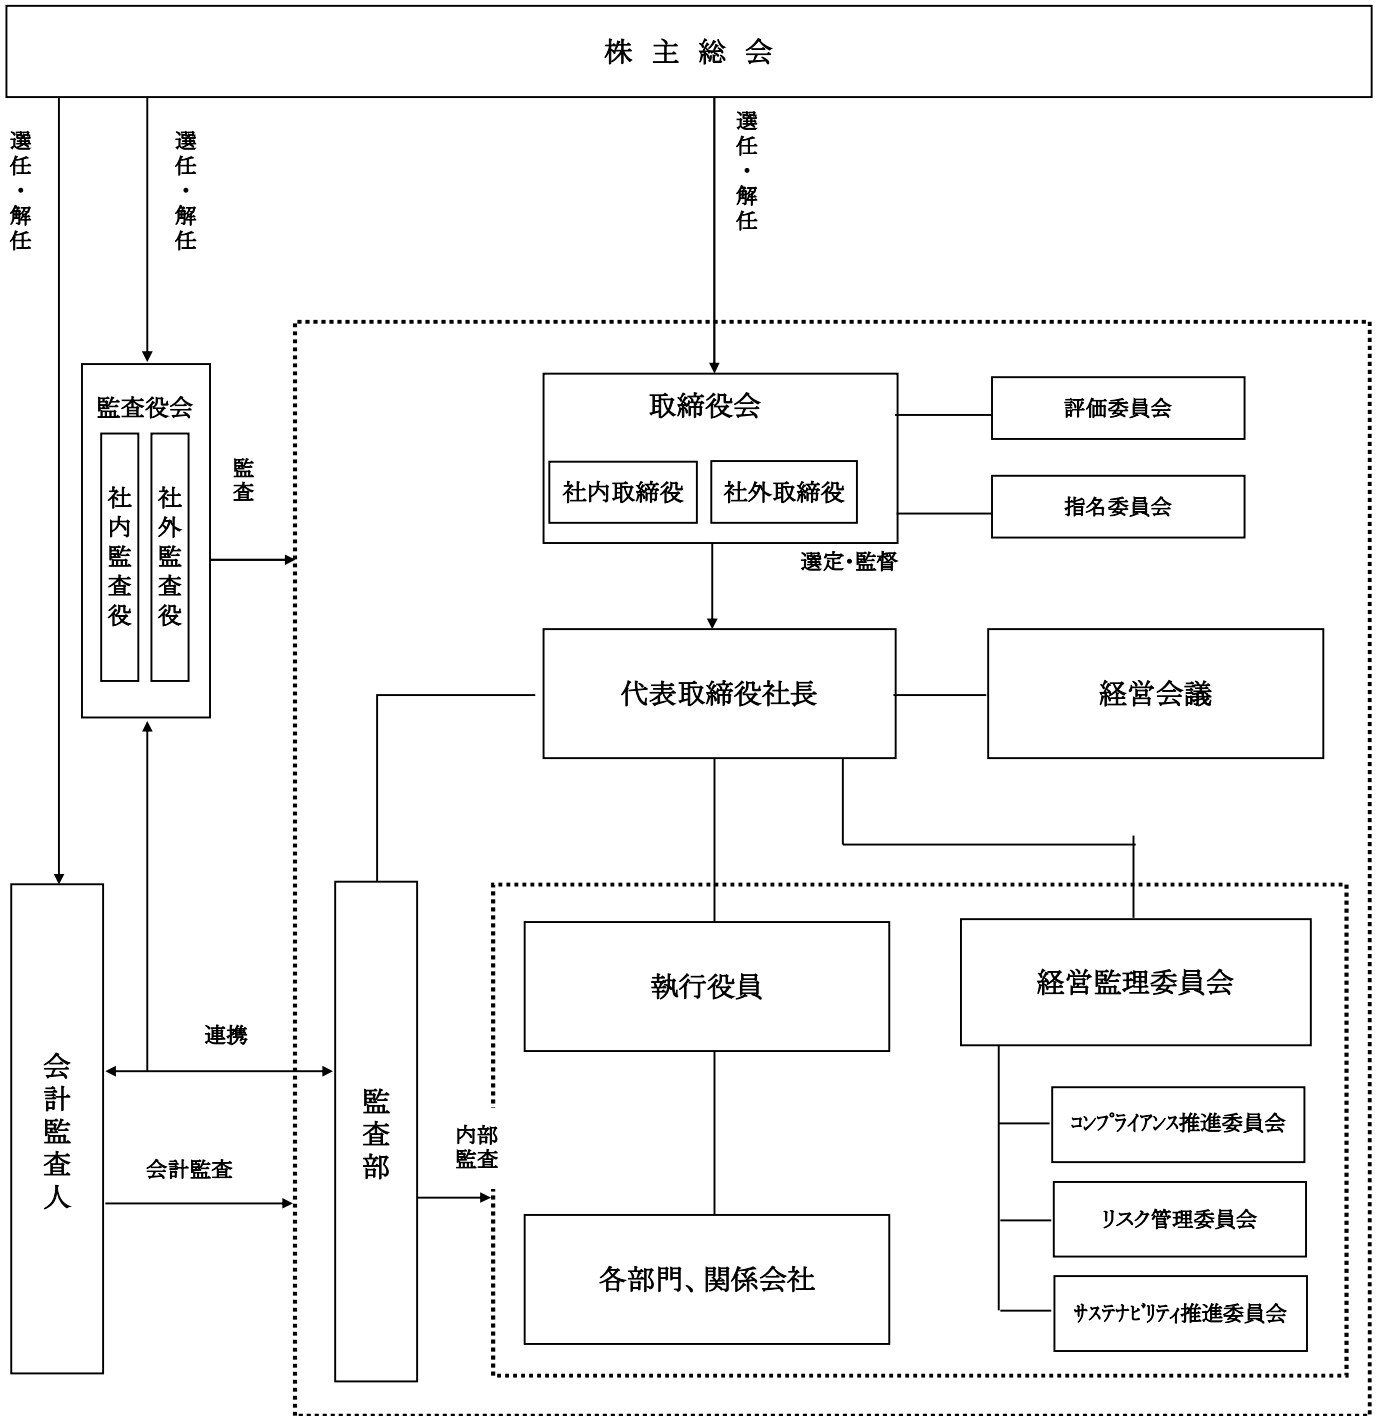 株主総会
選任・解任
選任・解任
選任・解任
監査役会
社内監査役
社外監査役
監査
取締役会
社内取締役
社外取締役
評価委員会
指名委員会
選定・監督
代表取締役社長
経営会議
執行役員
経営監理委員会
連携
会計監査人
会計監査
監査部
内部
監査
コンプライアンス推進委員会
リスク管理委員会
サステナビリティ推進委員会
各部門、関係会社